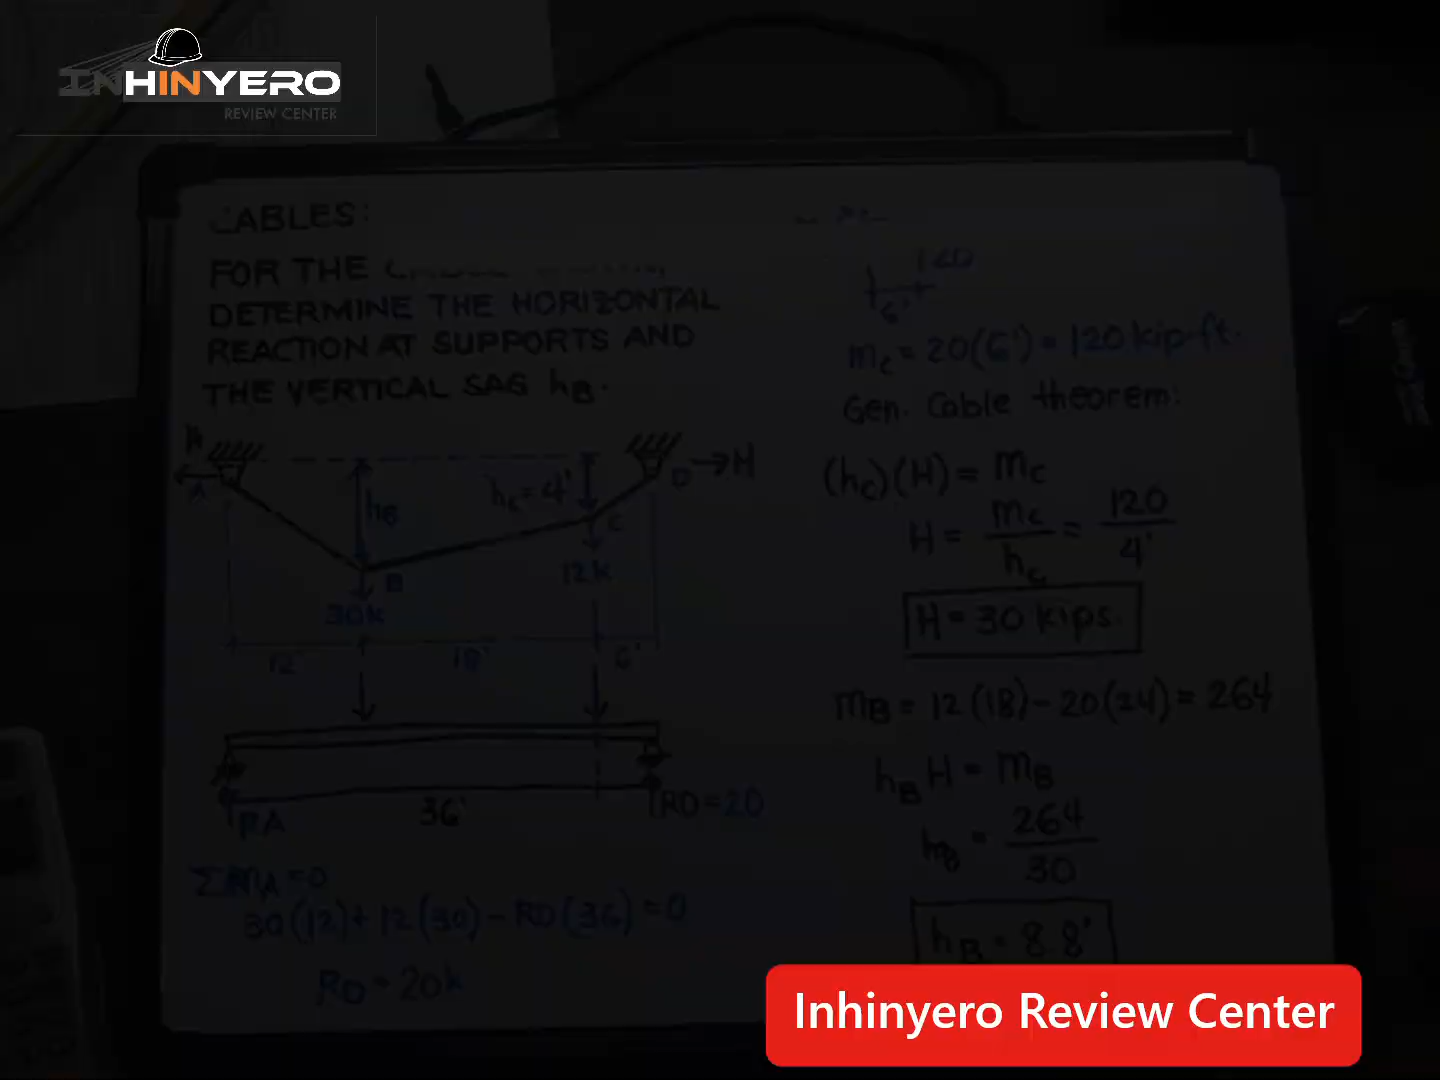 INHINYERO
REVIEW CENTER
CABLES:
FOR THE
DETERMINE THE HORIZONTAL
REACTION AT SUPPORTS AND
THE VERTICAL SAG hB.
H
A
hB
hC = 4'
D
H
C
B
12k
30k
12'
18'
6'
36'
RA
RD = 20
ΣMA = 0
30(12) + 12(30) - RD(36) = 0
RD = 20k
6'
mC = 20(6') = 120 kip-ft.
Gen. Cable theorem:
(hC)(H) = mC
H = mC/hC = 120/4'
H = 30 kips.
mB = 12(18) - 20(24) = 264
hB H = mB
hB = 264/30
hB = 8.8'
Inhinyero Review Center